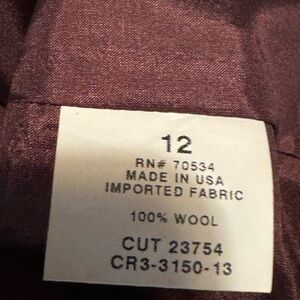 12
RN# 70534
MADE IN USA
IMPORTED FABRIC
100% WOOL
CUT 23754
CR3-3150-13